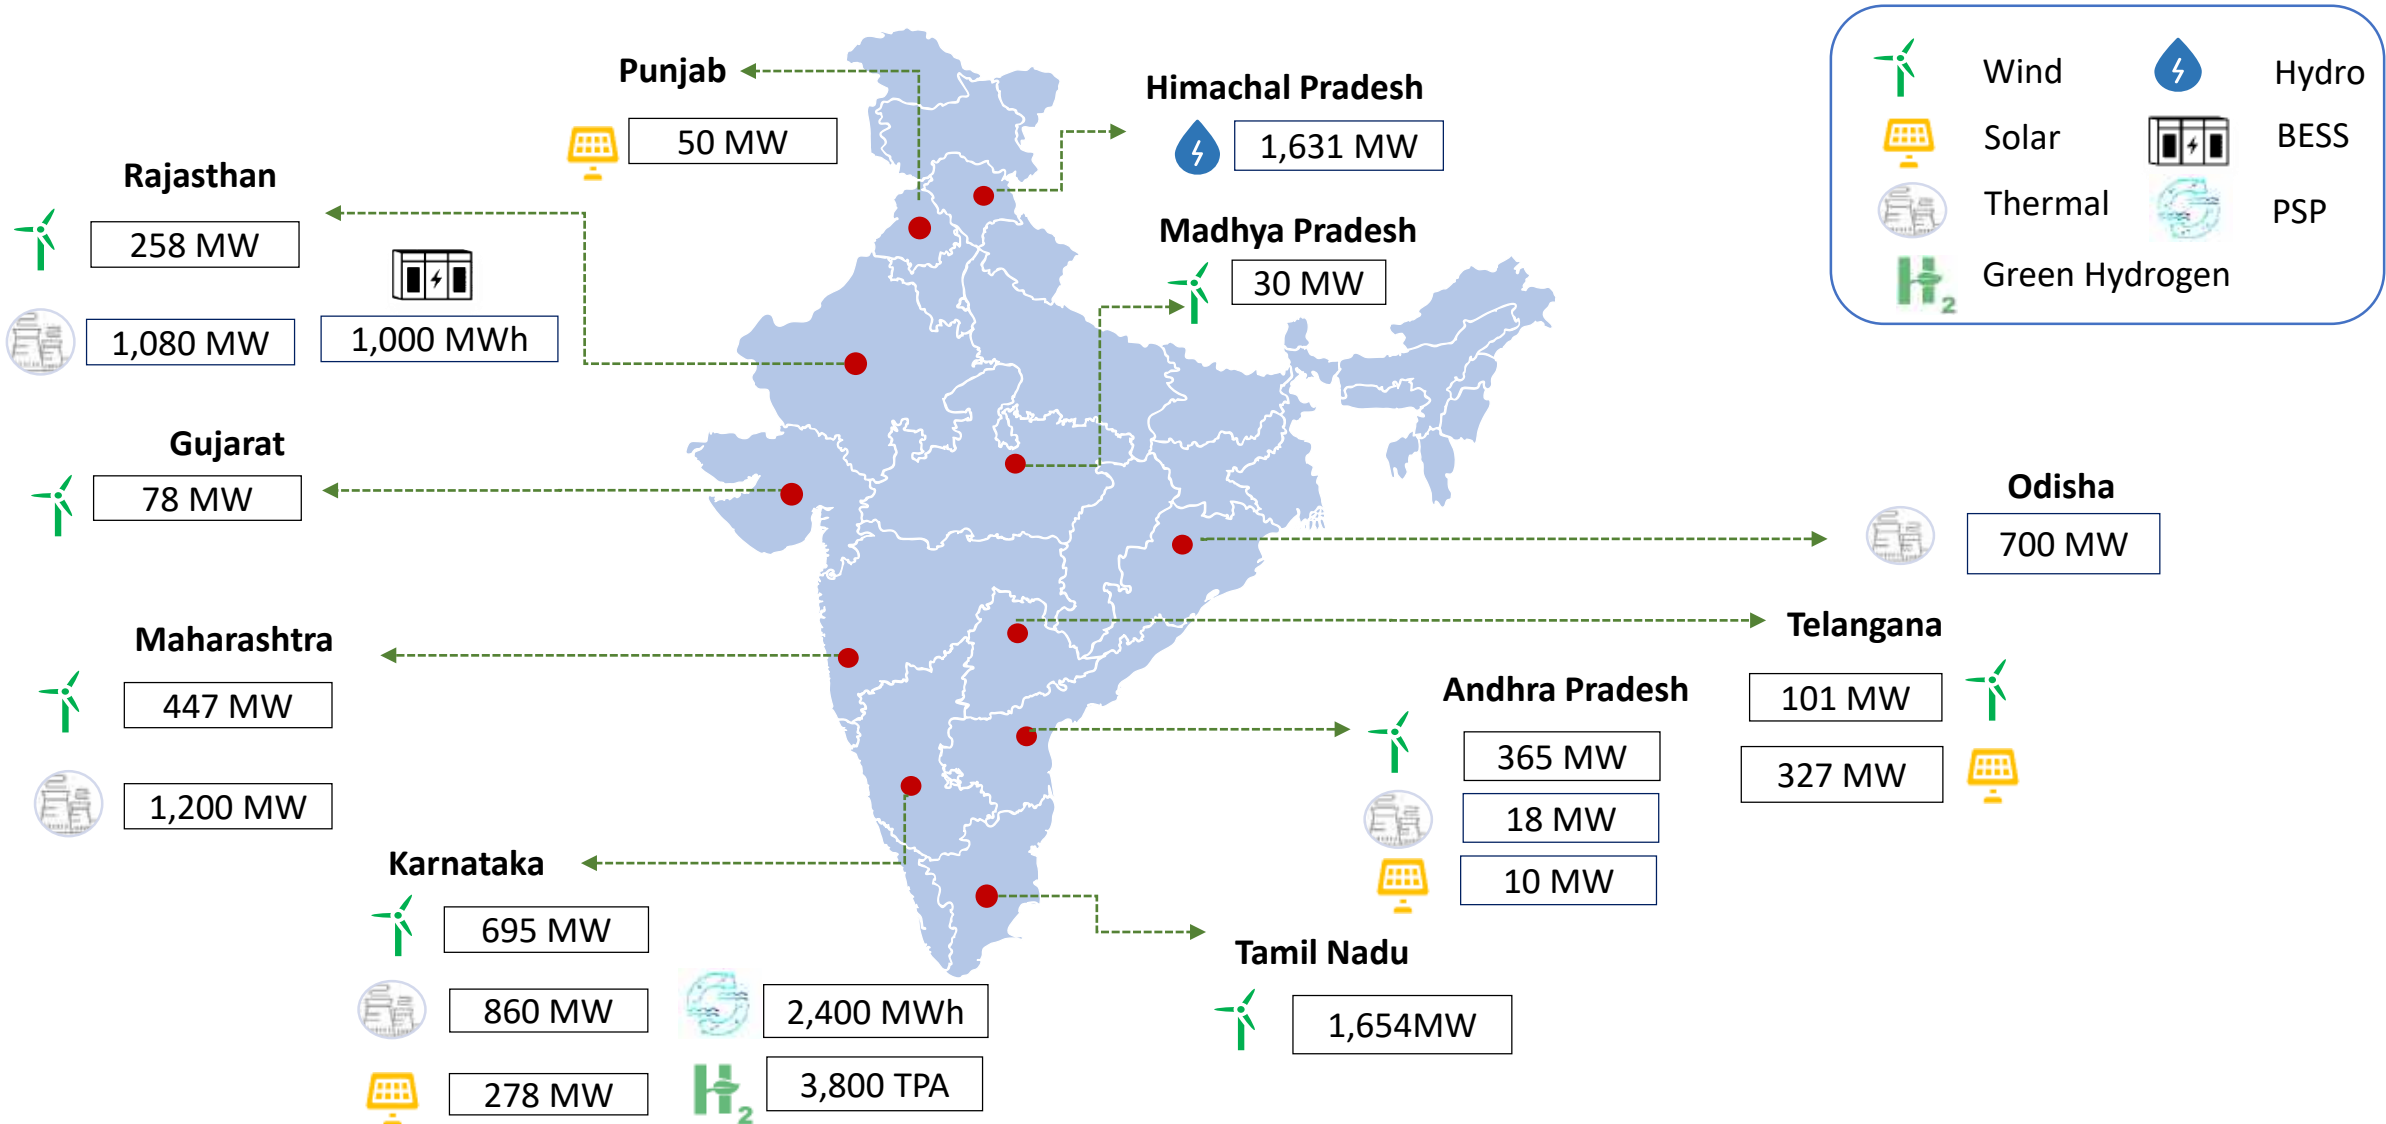 Punjab
50 MW
Himachal Pradesh
1,631 MW
Wind
Hydro
Solar
BESS
Thermal
PSP
Green Hydrogen
H2
Rajasthan
258 MW
1,080 MW
1,000 MWh
Madhya Pradesh
30 MW
Gujarat
78 MW
Odisha
700 MW
Maharashtra
447 MW
1,200 MW
Telangana
101 MW
327 MW
Andhra Pradesh
365 MW
18 MW
10 MW
Karnataka
695 MW
860 MW
2,400 MWh
278 MW
H2
3,800 TPA
Tamil Nadu
1,654MW